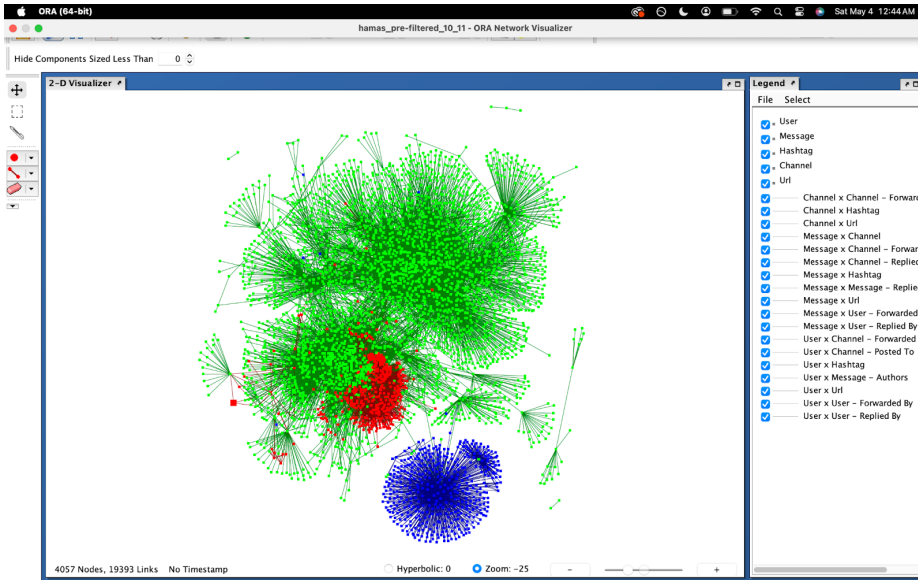 ORA (64-bit)
Sat May 4 12:44 AM
hamas_pre-filtered_10_11 - ORA Network Visualizer
Hide Components Sized Less Than 0
2-D Visualizer
Legend
File Select
User
Message
Hashtag
Channel
Url
Channel x Channel - Forward
Channel x Hashtag
Channel x Url
Message x Channel
Message x Channel - Forwar
Message x Channel - Replied
Message x Hashtag
Message x Message - Replie
Message x Url
Message x User - Forwarded
Message x User - Replied By
User x Channel - Forwarded
User x Channel - Posted To
User x Hashtag
User x Message - Authors
User x Url
User x User - Forwarded By
User x User - Replied By
4057 Nodes, 19393 Links No Timestamp
Hyperbolic: 0 Zoom: -25 - +